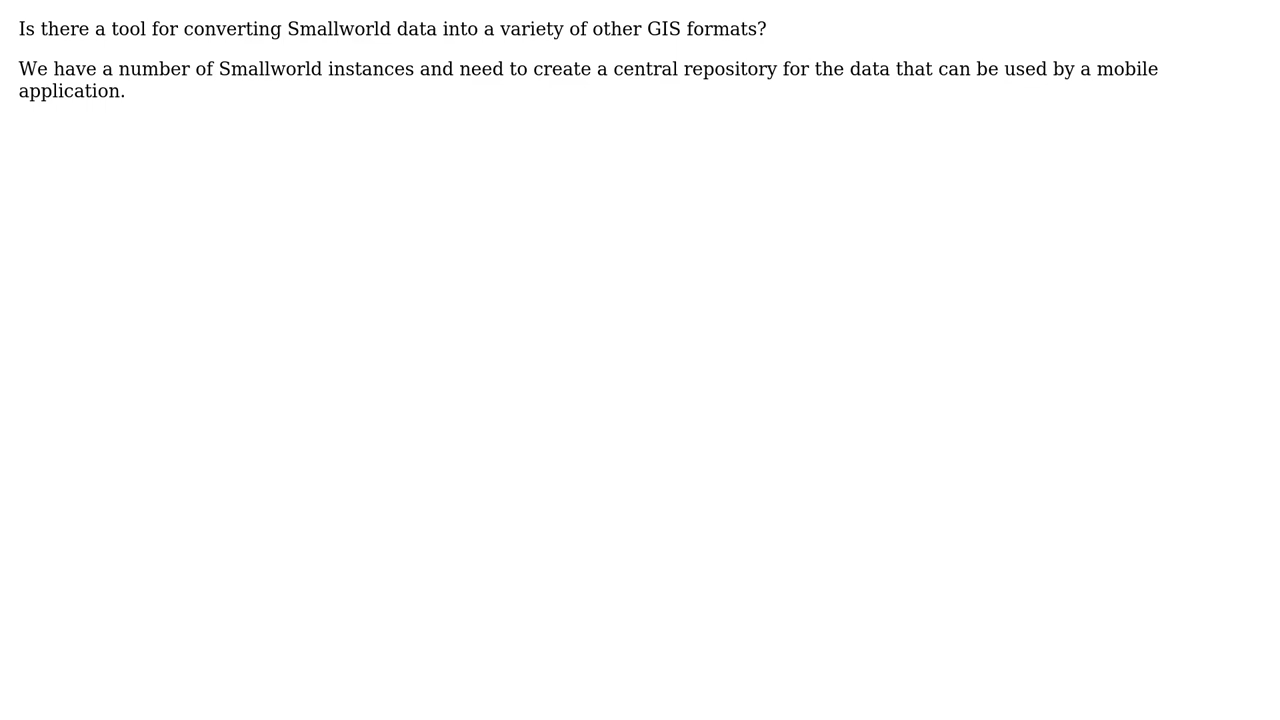 Is there a tool for converting Smallworld data into a variety of other GIS formats?
We have a number of Smallworld instances and need to create a central repository for the data that can be used by a mobile
application.